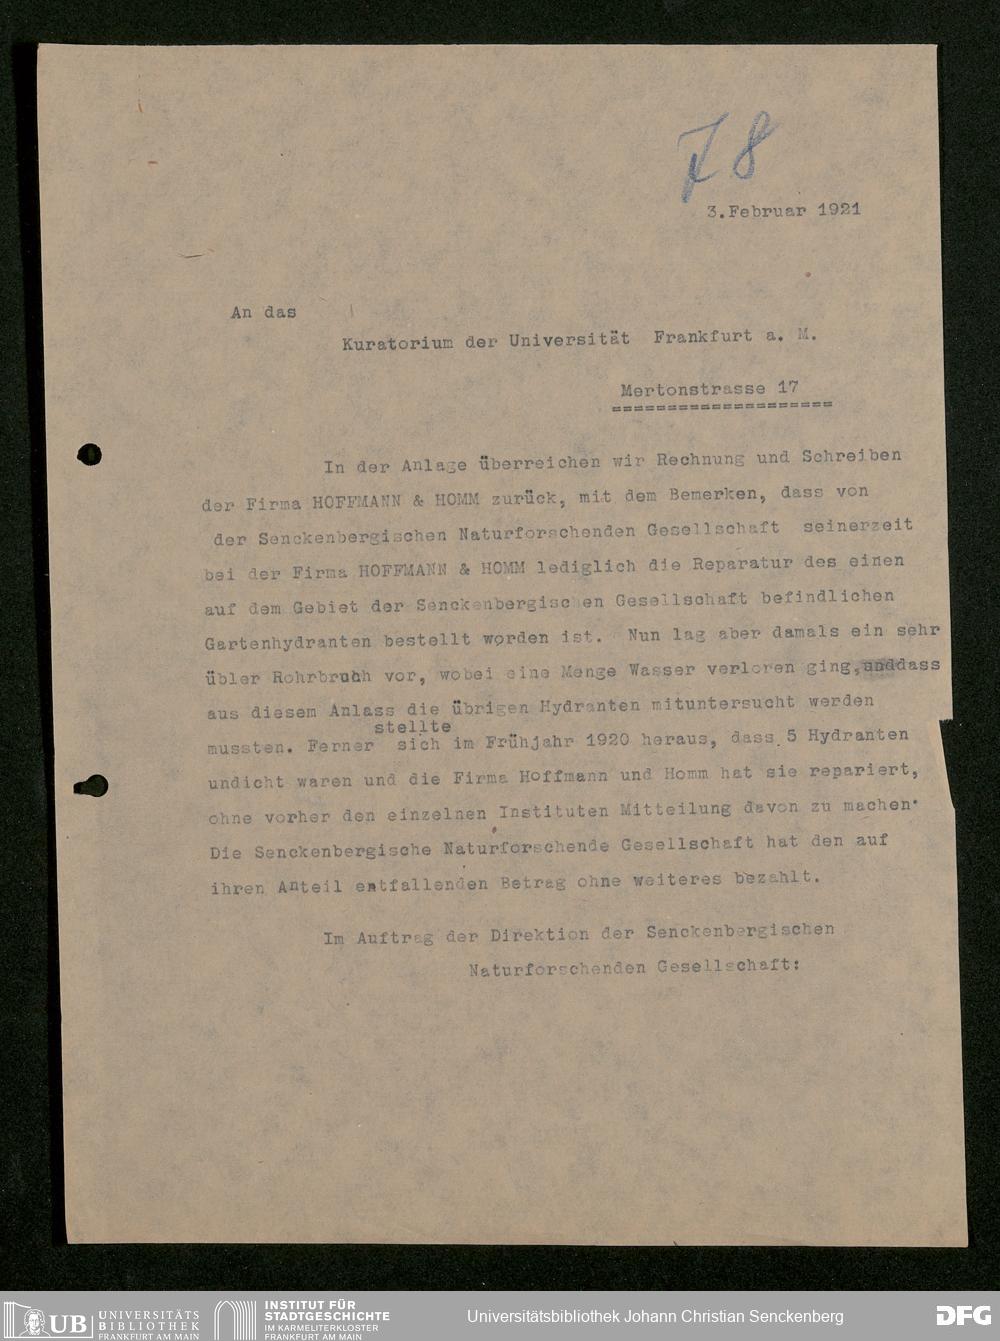 78
3.Februar 1921
An das
Kuratorium der Universität Frankfurt a. M.
Mertonstrasse 17
====================
In der Anlage überreichen wir Rechnung und Schreiben
der Firma HOFFMANN & HOMM zurück, mit dem Bemerken, dass von
der Senckenbergischen Naturforschenden Gesellschaft seinerzeit
bei der Firma HOFFMANN & HOMM lediglich die Reparatur des einen
auf dem Gebiet der Senckenbergischen Gesellschaft befindlichen
Gartenhydranten bestellt worden ist. Nun lag aber damals ein sehr
übler Rohrbruch vor, wobei eine Menge Wasser verloren ging,unddass
aus diesem Anlass die übrigen Hydranten mituntersucht werden
stellte
mussten. Ferner sich im Frühjahr 1920 heraus, dass 5 Hydranten
undicht waren und die Firma Hoffmann und Homm hat sie repariert,
ohne vorher den einzelnen Instituten Mitteilung davon zu machen.
Die Senckenbergische Naturforschende Gesellschaft hat den auf
ihren Anteil entfallenden Betrag ohne weiteres bezahlt.
Im Auftrag der Direktion der Senckenbergischen
Naturforschenden Gesellschaft:
UB UNIVERSITÄTS
BIBLIOTHEK
FRANKFURT AM MAIN
INSTITUT FÜR
STADTGESCHICHTE
IM KARMELITERKLOSTER
FRANKFURT AM MAIN
Universitätsbibliothek Johann Christian Senckenberg
DFG